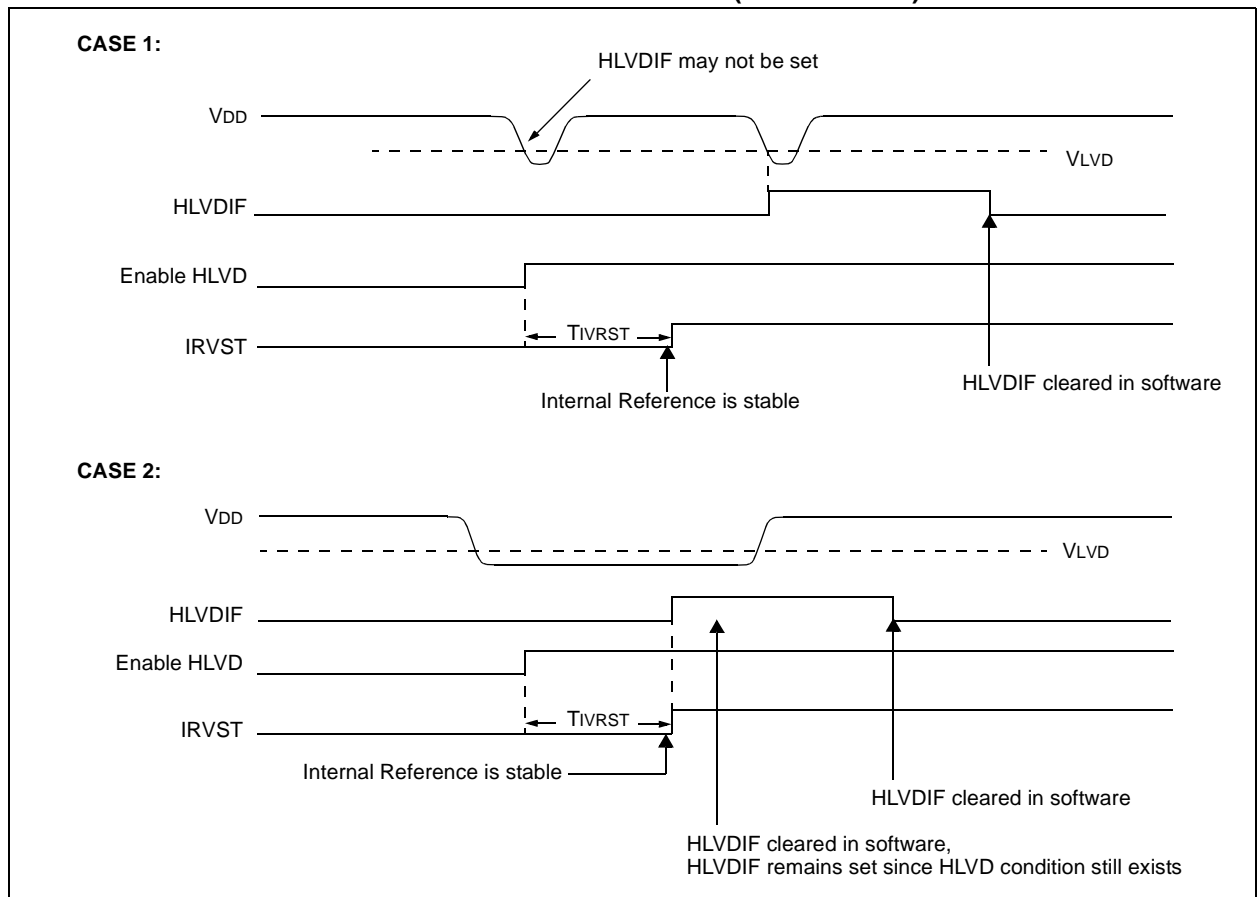 CASE 1:
HLVDIF may not be set
VDD
VLVD
HLVDIF
Enable HLVD
TIVRST
IRVST
HLVDIF cleared in software
Internal Reference is stable
CASE 2:
VDD
VLVD
HLVDIF
Enable HLVD
TIVRST
IRVST
Internal Reference is stable
HLVDIF cleared in software
HLVDIF cleared in software,
HLVDIF remains set since HLVD condition still exists